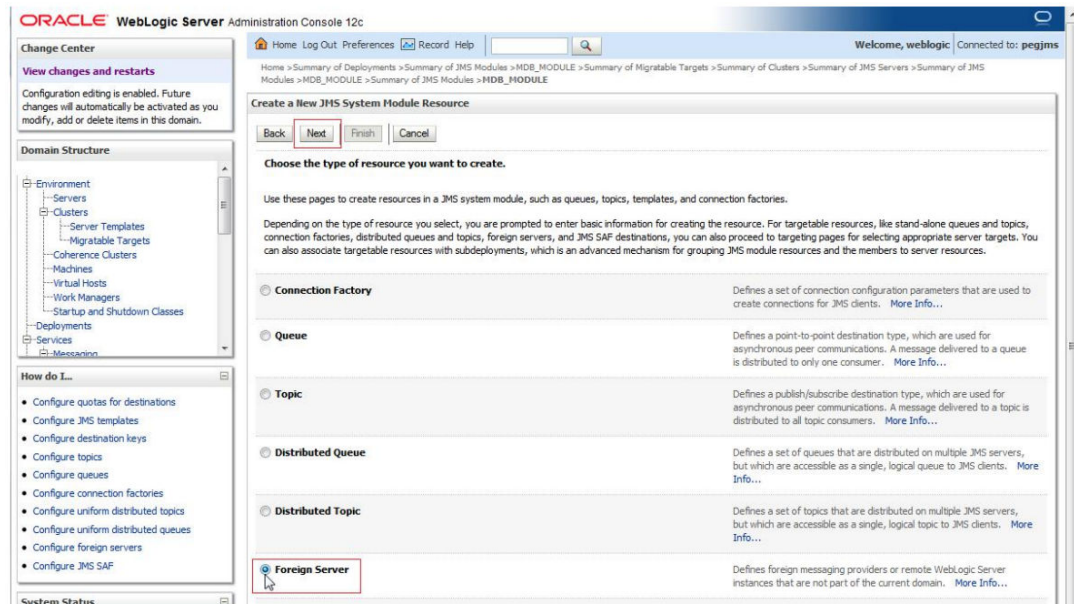 ORACLE WebLogic Server Administration Console 12c
Change Center
View changes and restarts
Configuration editing is enabled. Future
changes will automatically be activated as you
modify, add or delete items in this domain.
Domain Structure
Environment
Servers
Clusters
Server Templates
Migratable Targets
Coherence Clusters
Machines
Virtual Hosts
Work Managers
Startup and Shutdown Classes
Deployments
Services
Messaging
How do I...
Configure quotas for destinations
Configure JMS templates
Configure destination keys
Configure topics
Configure queues
Configure connection factories
Configure uniform distributed topics
Configure uniform distributed queues
Configure foreign servers
Configure JMS SAF
System Status
Home Log Out Preferences Record Help
Welcome, weblogic Connected to: pegjms
Home >Summary of Deployments >Summary of JMS Modules >MDB_MODULE >Summary of Migratable Targets >Summary of Clusters >Summary of JMS Servers >Summary of JMS
Modules >MDB_MODULE >Summary of JMS Modules >MDB_MODULE
Create a New JMS System Module Resource
Back Next Finish Cancel
Choose the type of resource you want to create.
Use these pages to create resources in a JMS system module, such as queues, topics, templates, and connection factories.
Depending on the type of resource you select, you are prompted to enter basic information for creating the resource. For targetable resources, like stand-alone queues and topics,
connection factories, distributed queues and topics, foreign servers, and JMS SAF destinations, you can also proceed to targeting pages for selecting appropriate server targets. You
can also associate targetable resources with subdeployments, which is an advanced mechanism for grouping JMS module resources and the members to server resources.
Connection Factory
Defines a set of connection configuration parameters that are used to
create connections for JMS clients. More Info...
Queue
Defines a point-to-point destination type, which are used for
asynchronous peer communications. A message delivered to a queue
is distributed to only one consumer. More Info...
Topic
Defines a publish/subscribe destination type, which are used for
asynchronous peer communications. A message delivered to a topic is
distributed to all topic consumers. More Info...
Distributed Queue
Defines a set of queues that are distributed on multiple JMS servers,
but which are accessible as a single, logical queue to JMS clients. More
Info...
Distributed Topic
Defines a set of topics that are distributed on multiple JMS servers,
but which are accessible as a single, logical topic to JMS clients. More
Info...
Foreign Server
Defines foreign messaging providers or remote WebLogic Server
instances that are not part of the current domain. More Info...